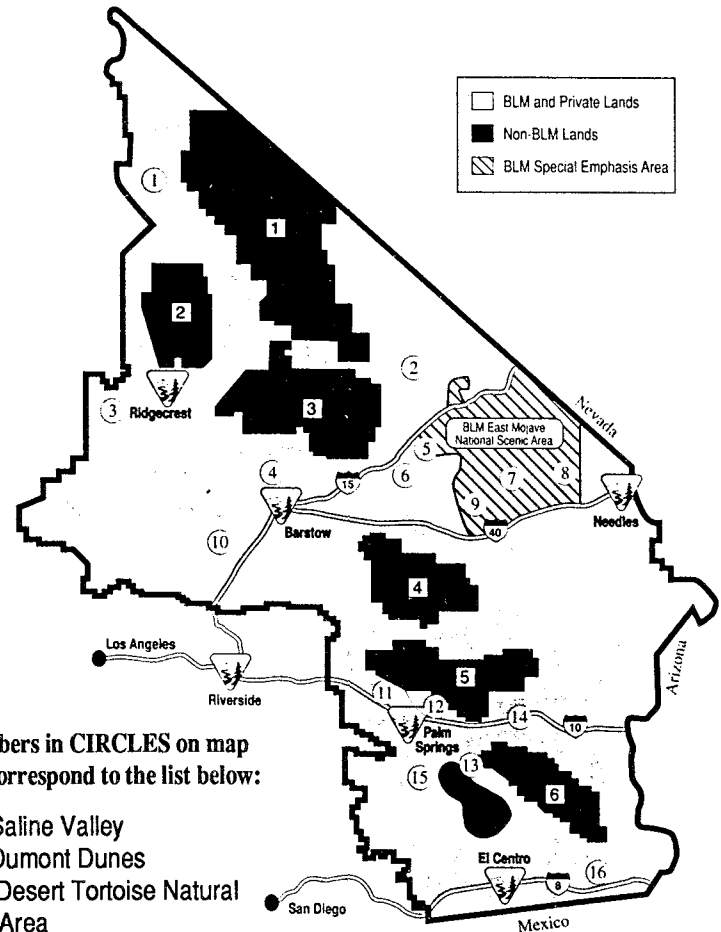 BLM and Private Lands
Non-BLM Lands
BLM Special Emphasis Area
1
1
2
3
Ridgecrest
2
3
Nevada
BLM East Mojave
National Scenic Area
5
4
15
6
7
8
9
Barstow
40
Needles
10
4
Los Angeles
Arizona
5
Riverside
11
12
Palm
Springs
14
10
13
15
6
El Centro
16
8
San Diego
Mexico
bers in CIRCLES on map
orrespond to the list below:
Saline Valley
Dumont Dunes
Desert Tortoise Natural
Area